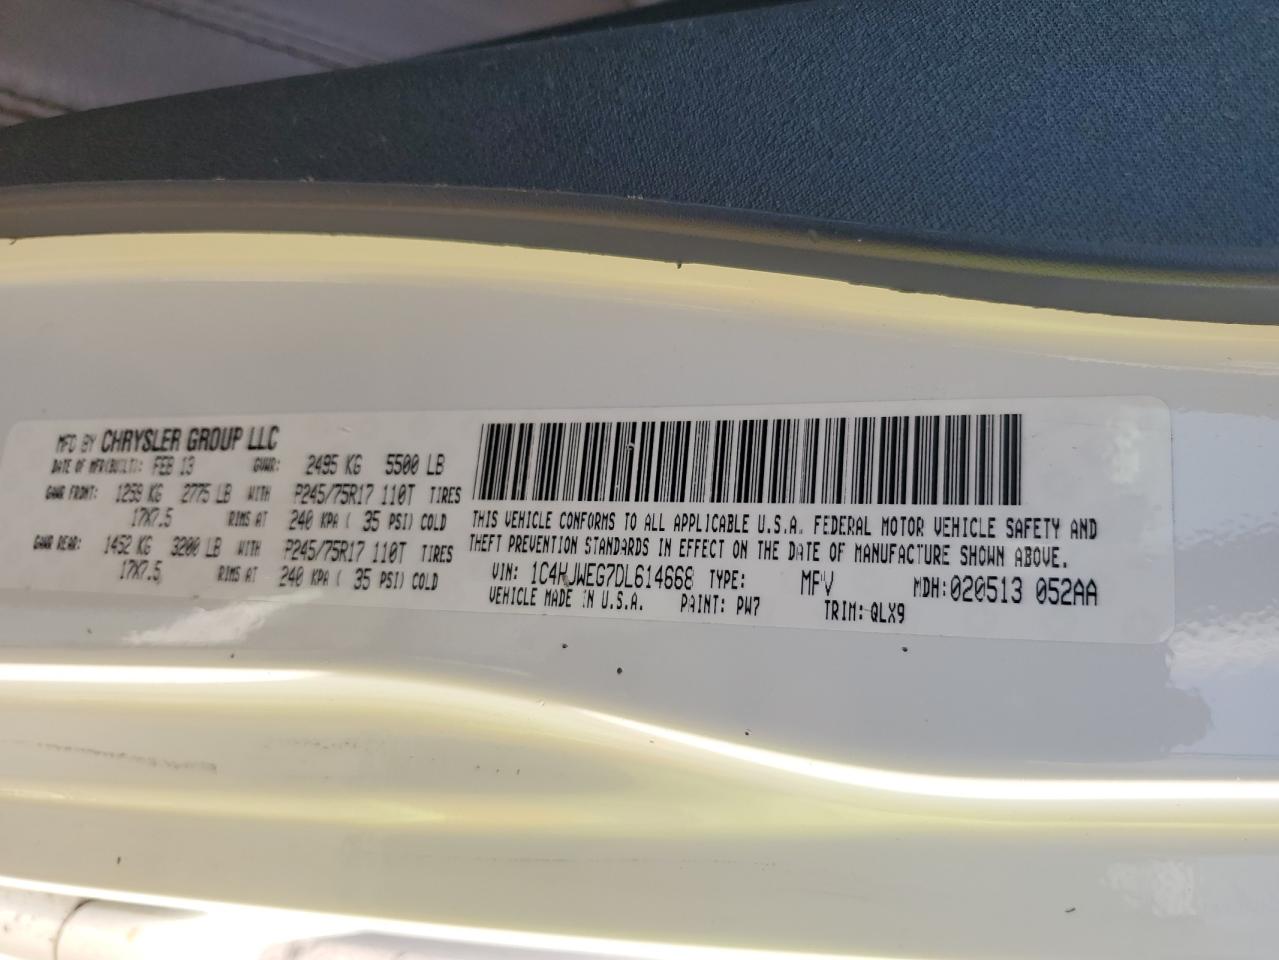 MFD BY CHRYSLER GROUP LLC
DATE OF MFR(BUILT): FEB 13 GVWR: 2495 KG 5500 LB
GAWR FRONT: 1259 KG 2775 LB WITH P245/75R17 110T TIRES
17X7.5 RIMS AT 240 KPA ( 35 PSI) COLD
GAWR REAR: 1452 KG 3200 LB WITH P245/75R17 110T TIRES
17X7.5 RIMS AT 240 KPA ( 35 PSI) COLD
THIS VEHICLE CONFORMS TO ALL APPLICABLE U.S.A. FEDERAL MOTOR VEHICLE SAFETY AND
THEFT PREVENTION STANDARDS IN EFFECT ON THE DATE OF MANUFACTURE SHOWN ABOVE.
VIN: 1C4HJWEG7DL614668 TYPE: MPV MDH:020513 052AA
VEHICLE MADE IN U.S.A. PAINT: PW7 TRIM: QLX9